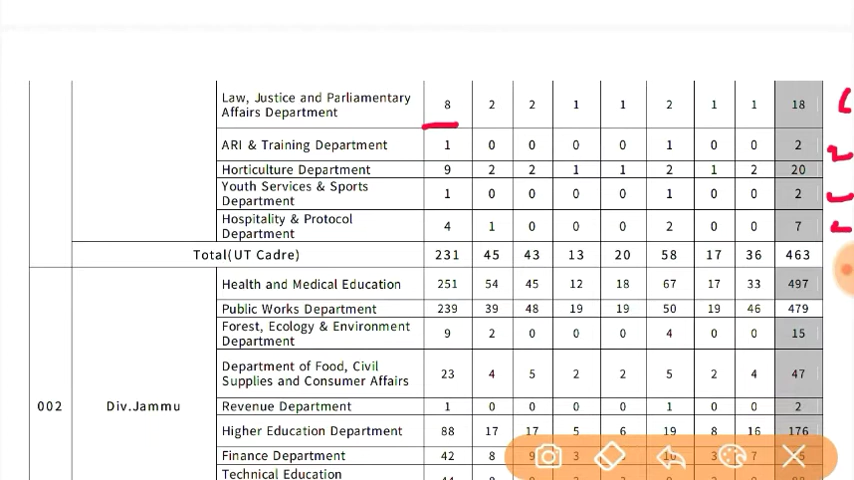 Law, Justice and Parliamentary
Affairs Department 8 2 2 1 1 2 1 1 18
ARI & Training Department 1 0 0 0 0 1 0 0 2
Horticulture Department 9 2 2 1 1 2 1 2 20
Youth Services & Sports
Department 1 0 0 0 0 1 0 0 2
Hospitality & Protocol
Department 4 1 0 0 0 2 0 0 7
Total(UT Cadre) 231 45 43 13 20 58 17 36 463
Health and Medical Education 251 54 45 12 18 67 17 33 497
Public Works Department 239 39 48 19 19 50 19 46 479
Forest, Ecology & Environment
Department 9 2 0 0 0 4 0 0 15
Department of Food, Civil
Supplies and Consumer Affairs 23 4 5 2 2 5 2 4 47
002 Div.Jammu
Revenue Department 1 0 0 0 0 1 0 0 2
Higher Education Department 88 17 17 5 6 19 8 16 176
Finance Department 42 8 9 3 10 3 7
Technical Education